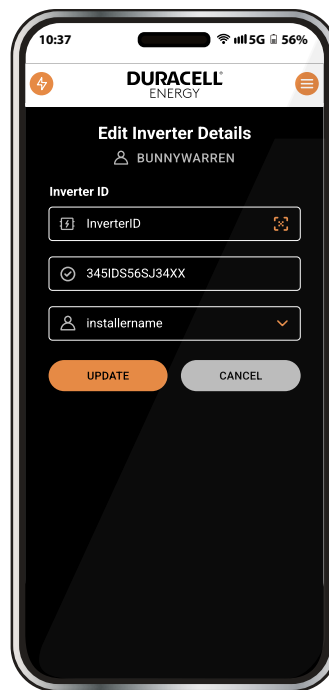 10:37 5G 56%
DURACELL®
ENERGY
Edit Inverter Details
BUNNYWARREN
Inverter ID
InverterID
345IDS56SJ34XX
installername
UPDATE CANCEL